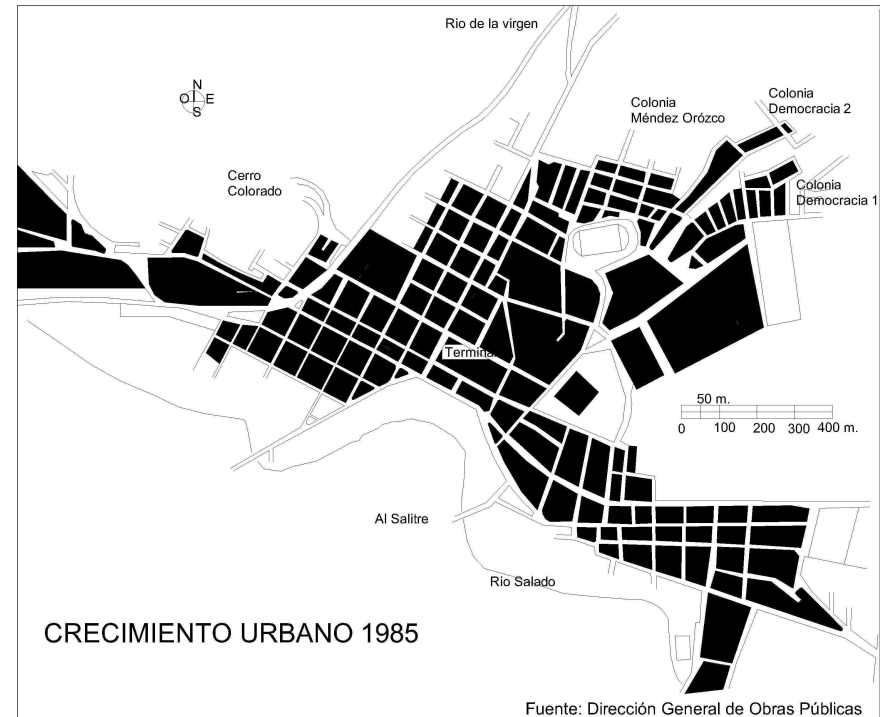 Rio de la virgen
N
O E
S
Colonia
Méndez Orózco
Colonia
Democracia 2
Cerro
Colorado
Colonia
Democracia 1
Terminal
50 m.
0 100 200 300 400 m.
Al Salitre
Rio Salado
CRECIMIENTO URBANO 1985
Fuente: Dirección General de Obras Públicas